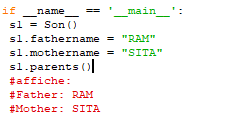 if __name__ == '__main__':
    s1 = Son()
    s1.fathername = "RAM"
    s1.mothername = "SITA"
    s1.parents()
    #affiche:
    #Father: RAM
    #Mother: SITA